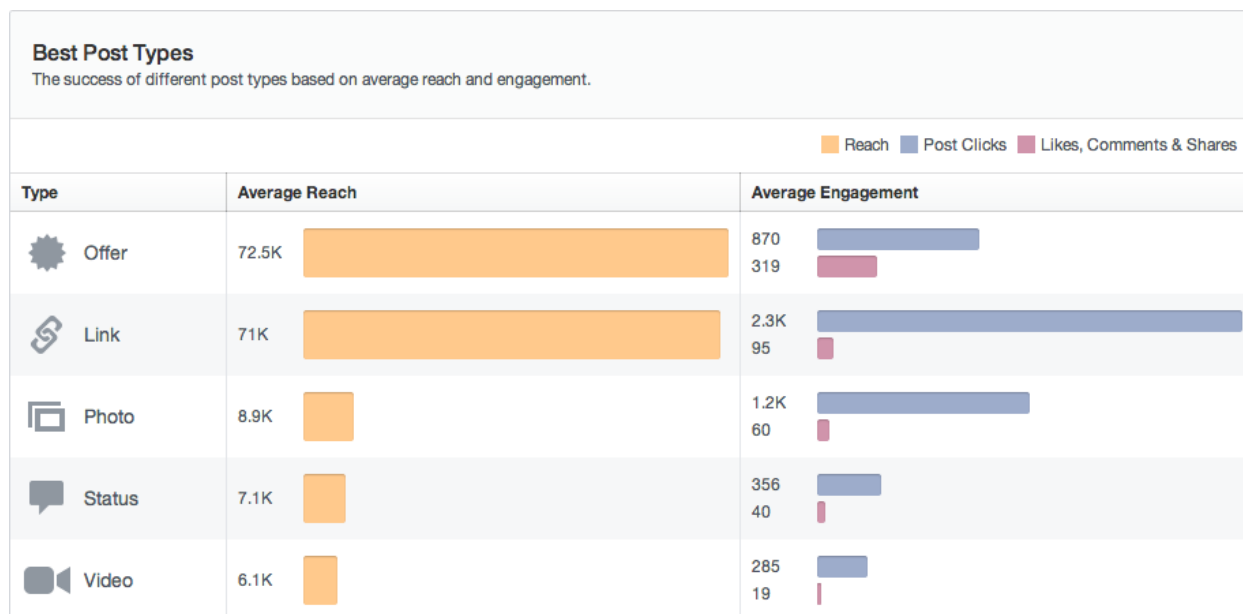 Best Post Types
The success of different post types based on average reach and engagement.
Reach Post Clicks Likes, Comments & Shares
Type Average Reach Average Engagement
Offer 72.5K 870
319
Link 71K 2.3K
95
Photo 8.9K 1.2K
60
Status 7.1K 356
40
Video 6.1K 285
19